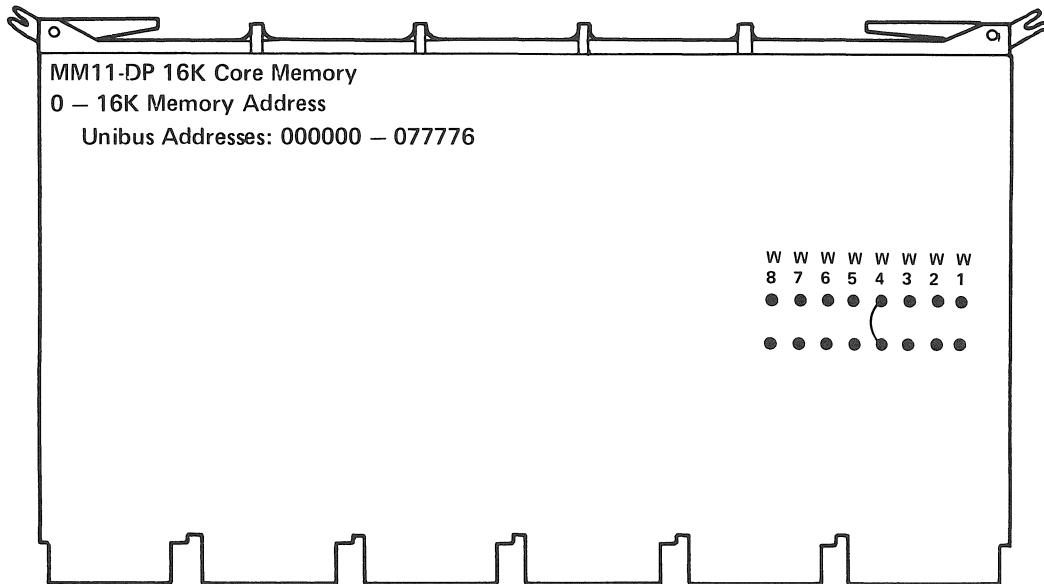 MM11-DP 16K Core Memory
0 – 16K Memory Address
Unibus Addresses: 000000 – 077776
W W W W W W W W
8 7 6 5 4 3 2 1